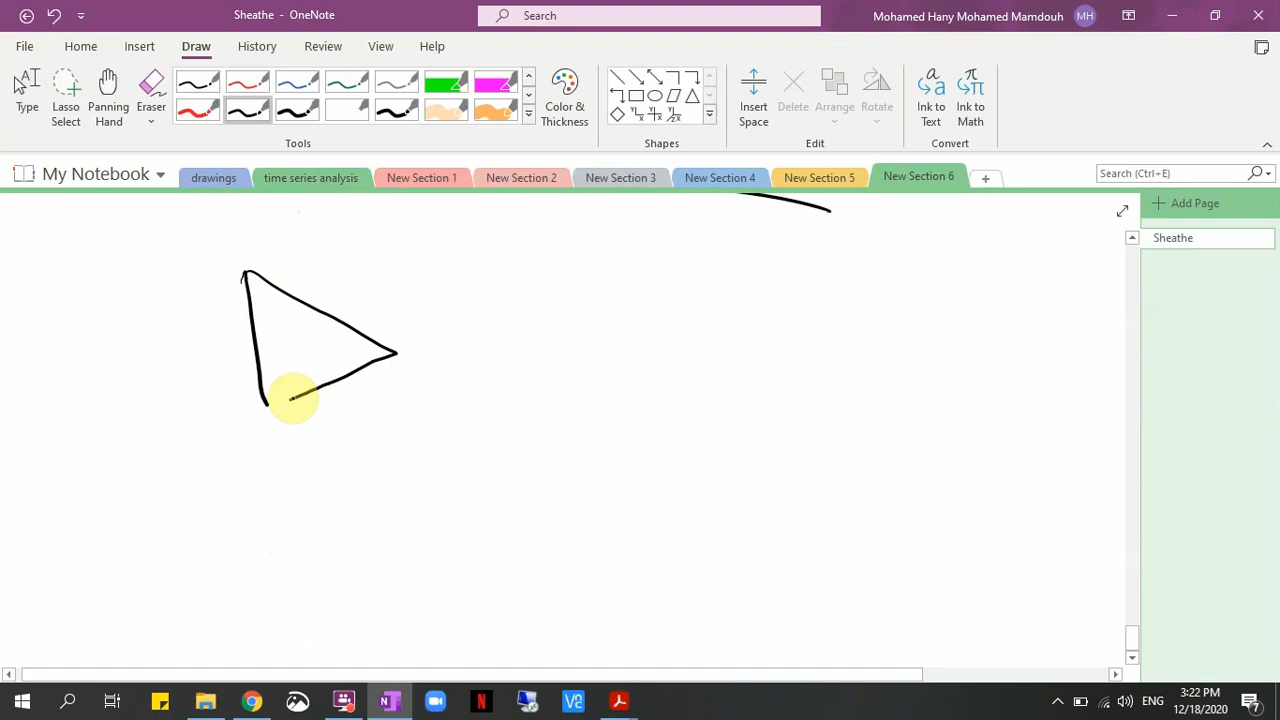 Sheathe - OneNote
Search
Mohamed Hany Mohamed Mamdouh
MH
File
Home
Insert
Draw
History
Review
View
Help
Type
Lasso Select
Panning Hand
Eraser
Color & Thickness
Insert Space
Delete
Arrange
Rotate
Ink to Text
Ink to Math
Tools
Shapes
Edit
Convert
My Notebook
drawings
time series analysis
New Section 1
New Section 2
New Section 3
New Section 4
New Section 5
New Section 6
Search (Ctrl+E)
Add Page
Sheathe
ENG
3:22 PM
12/18/2020
7